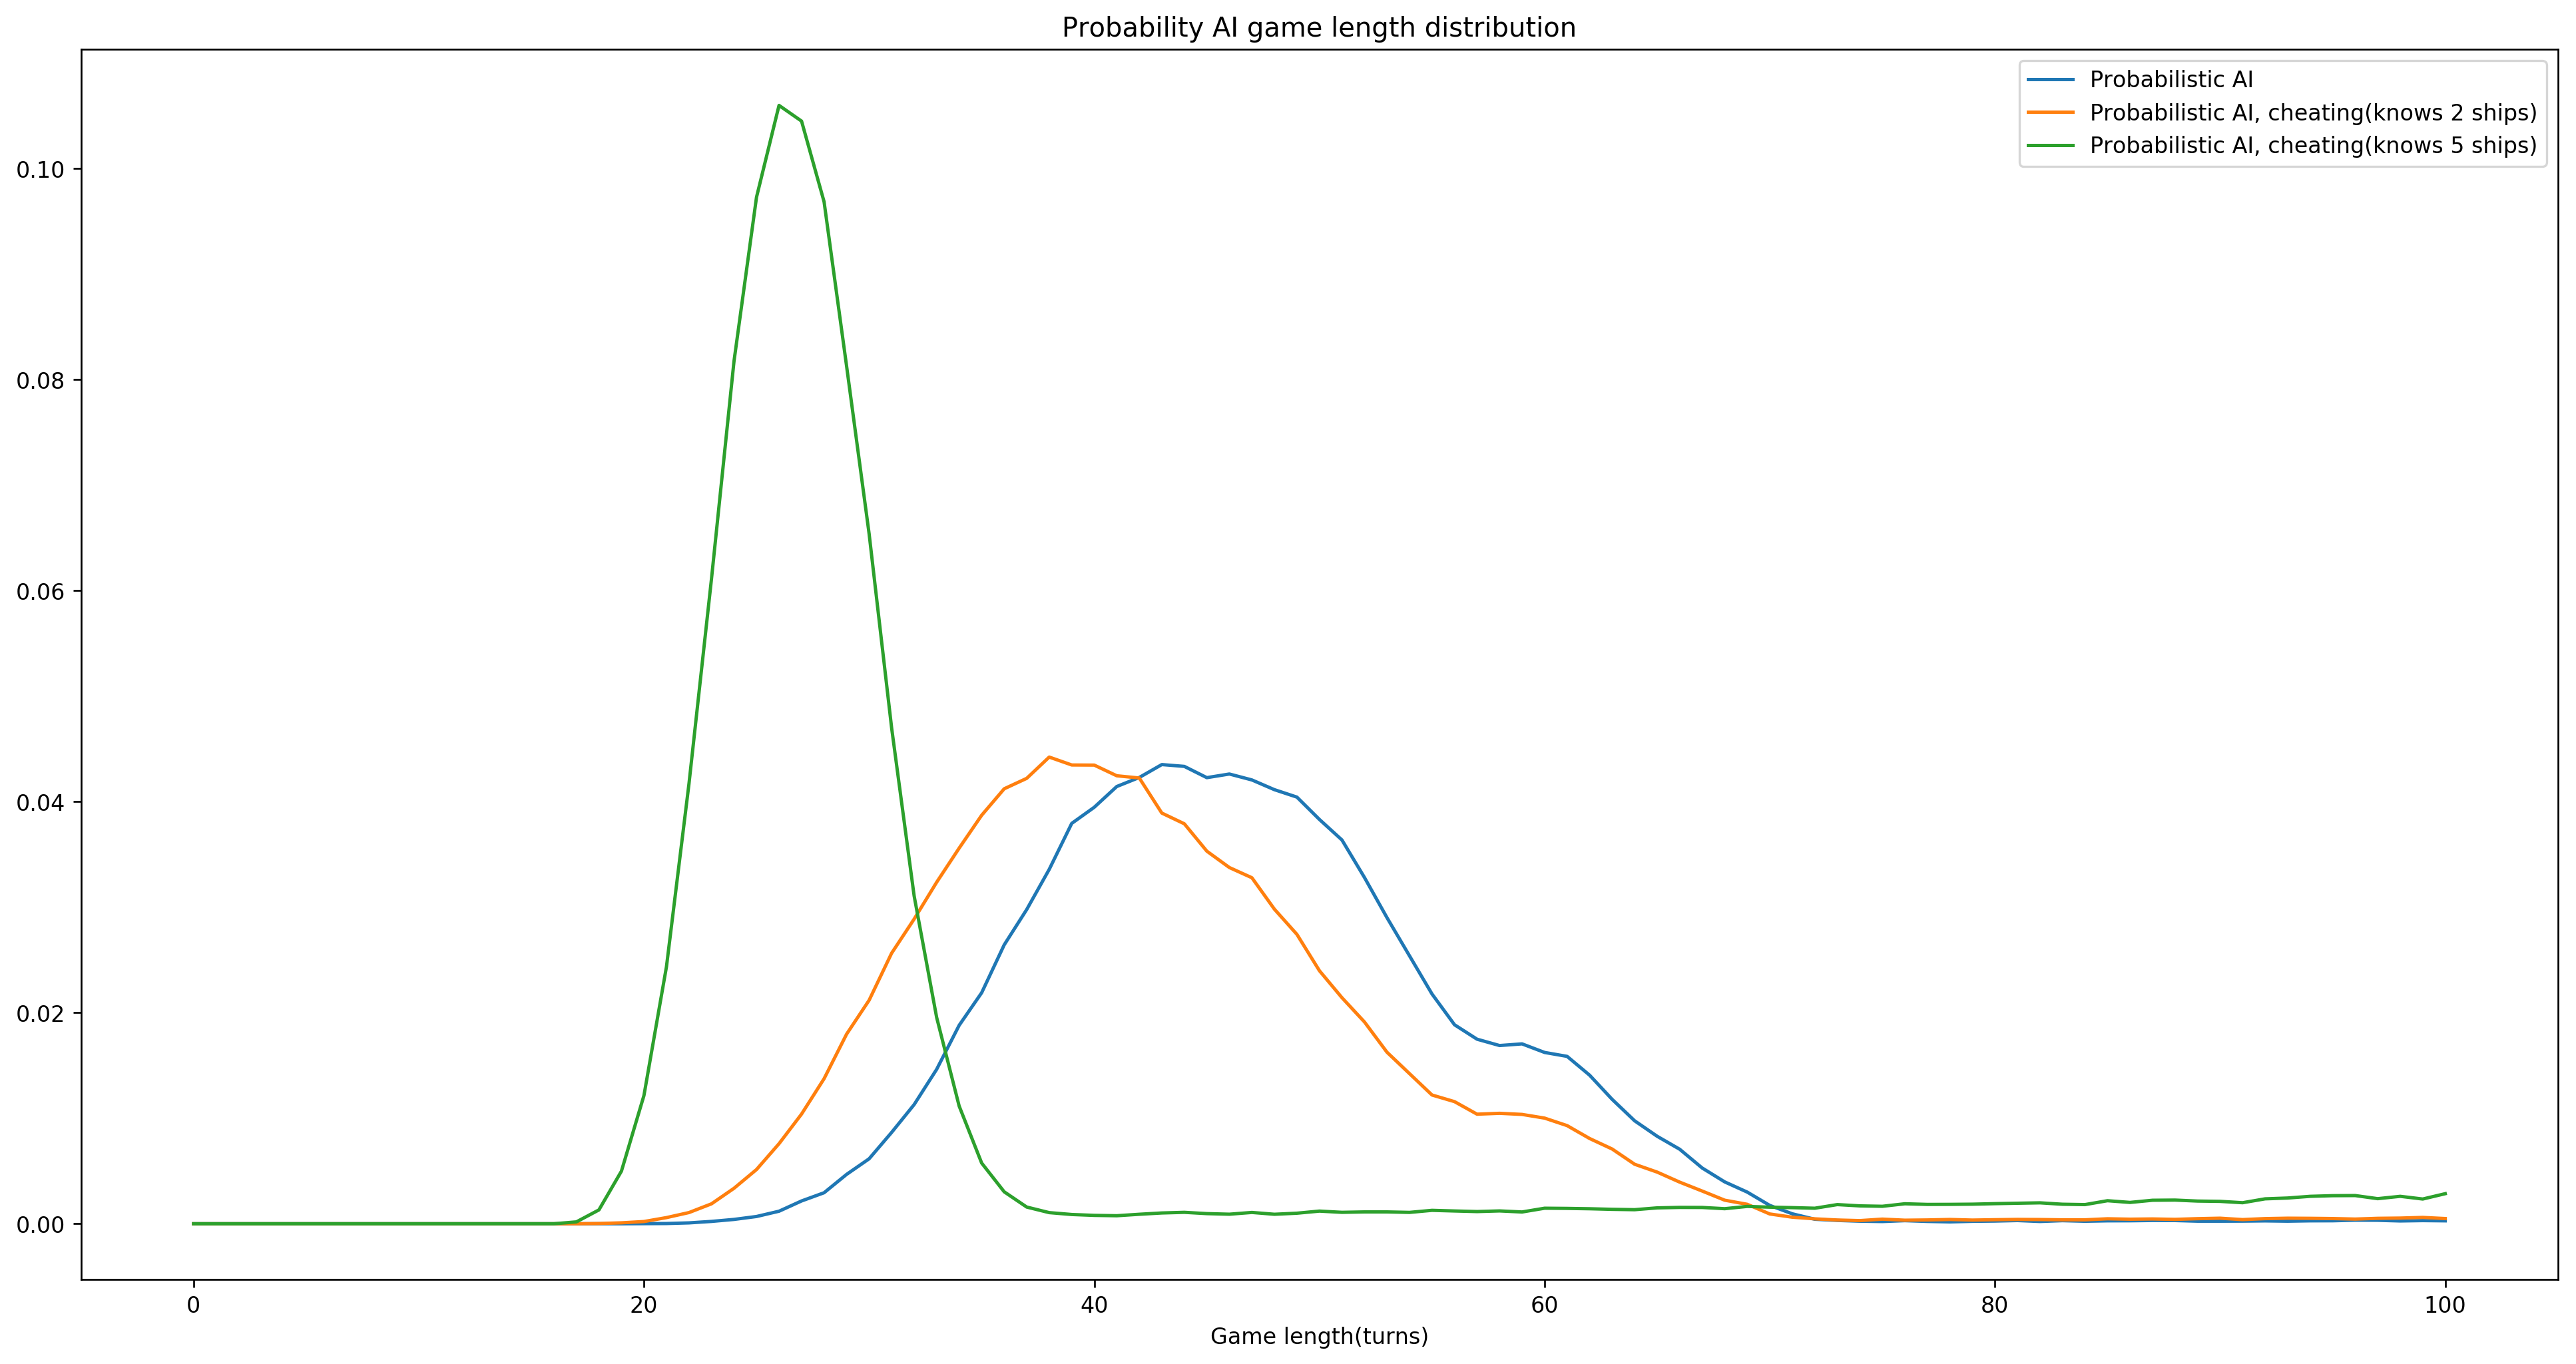 Probability AI game length distribution
Probabilistic AI
Probabilistic AI, cheating(knows 2 ships)
Probabilistic AI, cheating(knows 5 ships)
0.10
0.08
0.06
0.04
0.02
0.00
0 20 40 60 80 100
Game length(turns)